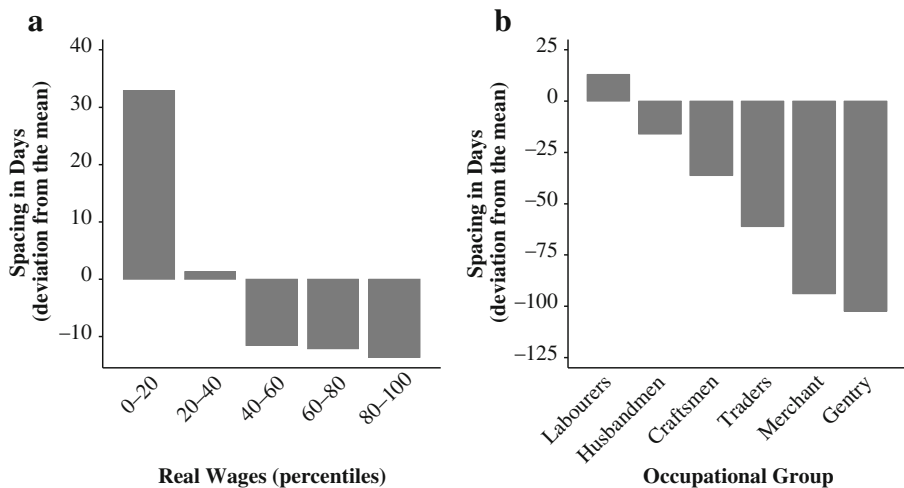 a
Spacing in Days
(deviation from the mean)
40
30
20
10
0
–10
0–20
20–40
40–60
60–80
80–100
Real Wages (percentiles)
b
Spacing in Days
(deviation from the mean)
25
0
–25
–50
–75
–100
–125
Labourers
Husbandmen
Craftsmen
Traders
Merchant
Gentry
Occupational Group